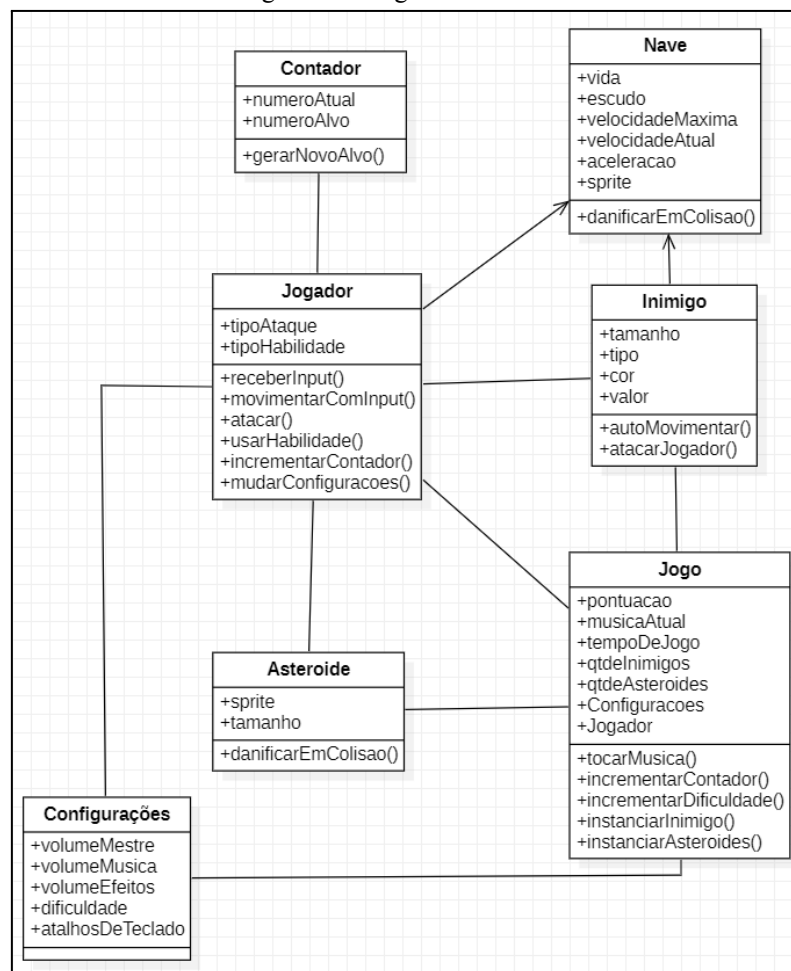 Nave
+vida
+escudo
+velocidadeMaxima
+velocidadeAtual
+aceleracao
+sprite
+danificarEmColisao()
Contador
+numeroAtual
+numeroAlvo
+gerarNovoAlvo()
Jogador
+tipoAtaque
+tipoHabilidade
+receberInput()
+movimentarComInput()
+atacar()
+usarHabilidade()
+incrementarContador()
+mudarConfiguracoes()
Inimigo
+tamanho
+tipo
+cor
+valor
+autoMovimentar()
+atacarJogador()
Jogo
+pontuacao
+musicaAtual
+tempoDeJogo
+qtdeInimigos
+qtdeAsteroides
+Configuracoes
+Jogador
+tocarMusica()
+incrementarContador()
+incrementarDificuldade()
+instanciarInimigo()
+instanciarAsteroides()
Asteroide
+sprite
+tamanho
+danificarEmColisao()
Configurações
+volumeMestre
+volumeMusica
+volumeEfeitos
+dificuldade
+atalhosDeTeclado